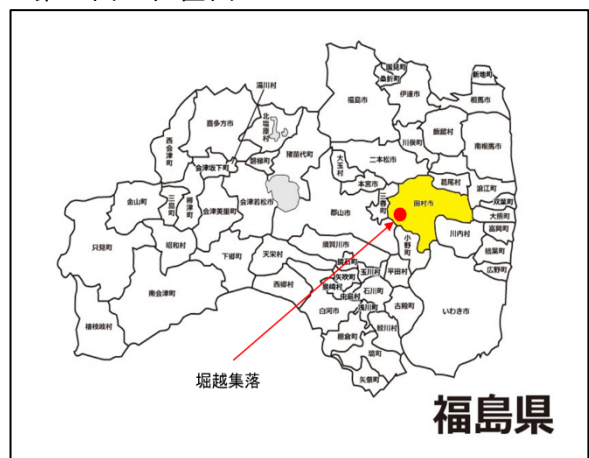 国見町
桑折町
新地町
湯川村
福島市
伊達市
相馬市
喜多方市
北塩原村
飯舘村
川俣町
南相馬市
西会津町
猪苗代町
大玉村
二本松市
磐梯町
会津坂下町
葛尾村
浪江町
本宮市
金山町
三島町
柳津町
会津美里町
会津若松市
三春町
田村市
双葉町
大熊町
郡山市
富岡町
只見町
昭和村
川内村
小野町
楢葉町
須賀川市
下郷町
天栄村
鏡石町
広野町
玉川村
平田村
矢吹町
南会津町
西郷村
泉崎村
石川町
中島村
古殿町
白河市
浅川町
いわき市
檜枝岐村
鮫川村
棚倉町
塙町
矢祭町
堀越集落
福島県